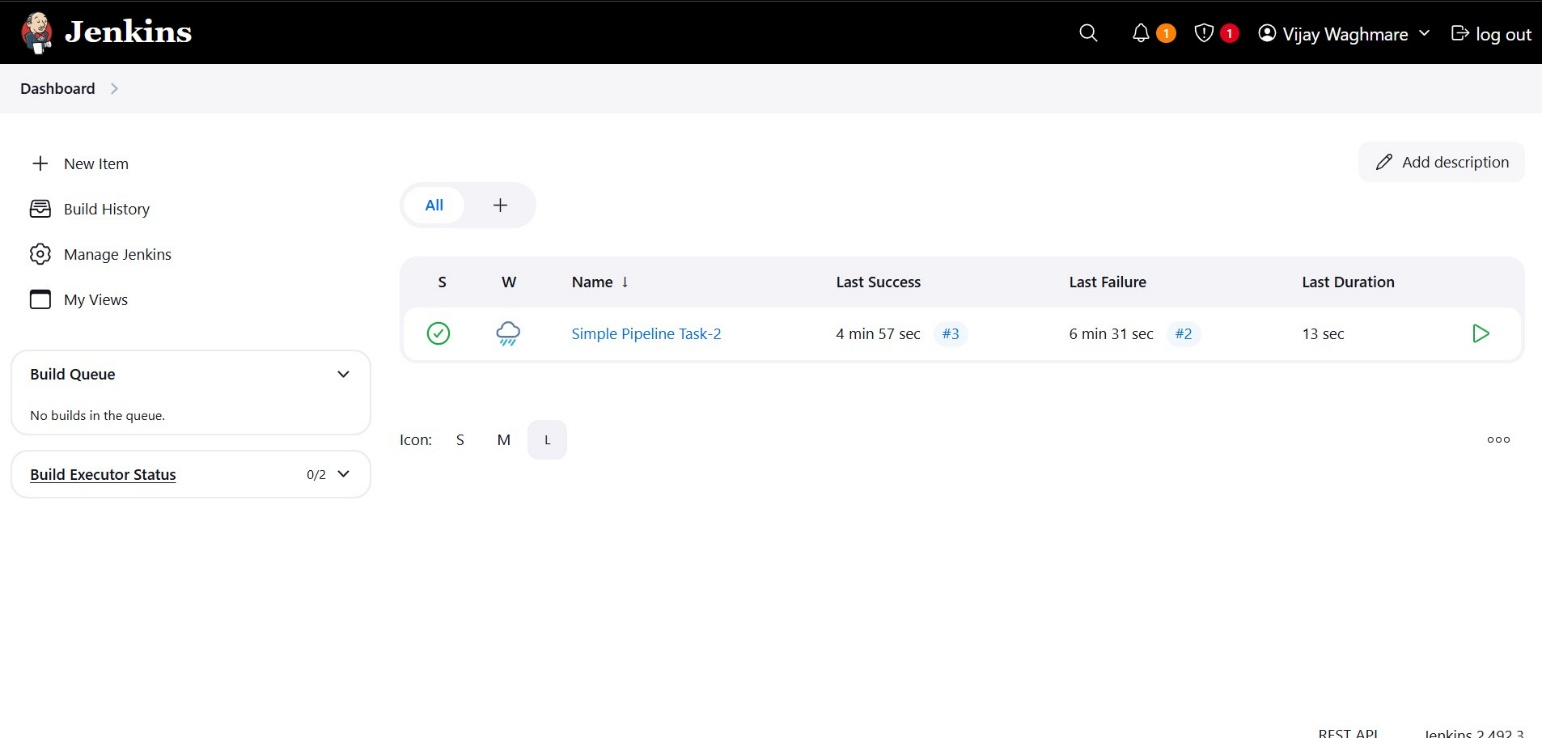 Jenkins
1 1 Vijay Waghmare log out
Dashboard
New Item
Build History
Manage Jenkins
My Views
Build Queue
No builds in the queue.
Build Executor Status 0/2
Add description
All +
S W Name ↓ Last Success Last Failure Last Duration
Simple Pipeline Task-2 4 min 57 sec #3 6 min 31 sec #2 13 sec
Icon: S M L
REST API Jenkins 2.492.3